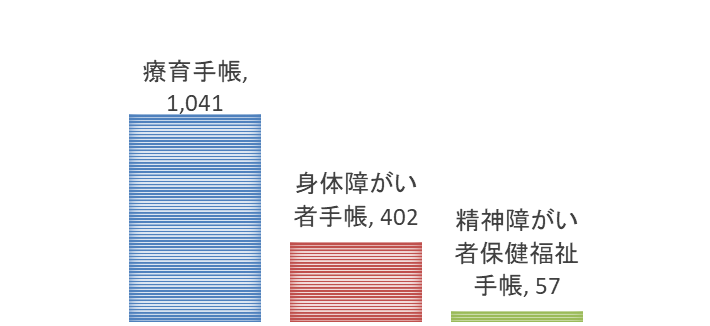 療育手帳,
1,041
身体障がい
者手帳, 402
精神障がい
者保健福祉
手帳, 57